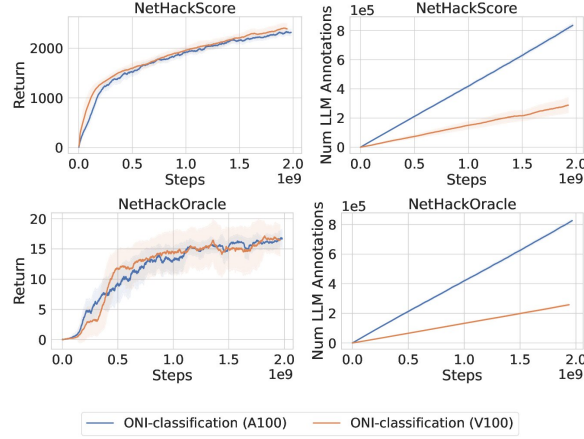 NetHackScore
Return
2000
1000
0
0.0 0.5 1.0 1.5 2.0
Steps 1e9
NetHackScore
1e5
Num LLM Annotations
8
6
4
2
0
0.0 0.5 1.0 1.5 2.0
Steps 1e9
NetHackOracle
Return
20
15
10
5
0
0.0 0.5 1.0 1.5 2.0
Steps 1e9
NetHackOracle
1e5
Num LLM Annotations
8
6
4
2
0
0.0 0.5 1.0 1.5 2.0
Steps 1e9
ONI-classification (A100) ONI-classification (V100)